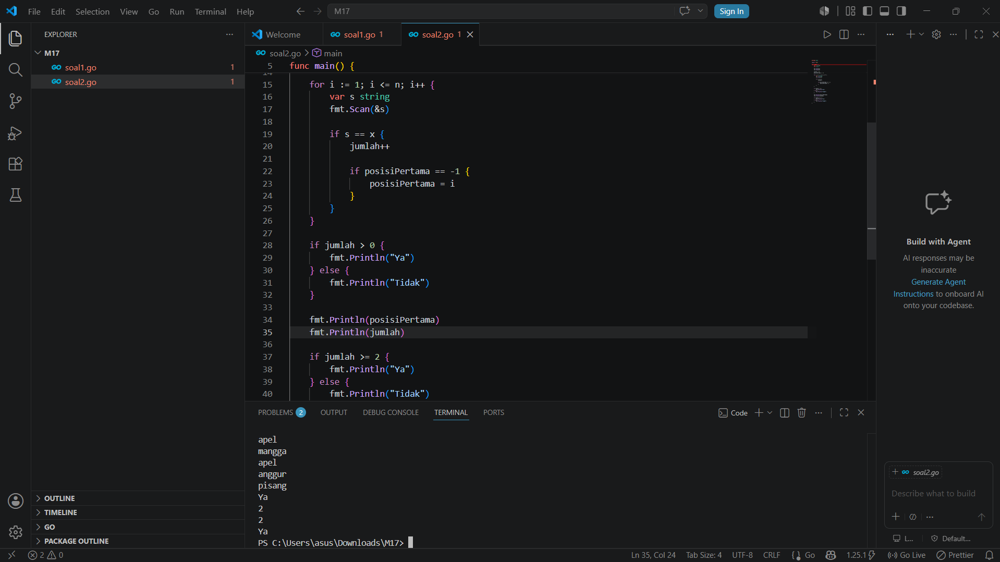 File Edit Selection View Go Run Terminal Help
M17
Sign In
EXPLORER
M17
soal1.go 1
soal2.go 1
OUTLINE
TIMELINE
GO
PACKAGE OUTLINE
Welcome
soal1.go 1
soal2.go 1
soal2.go > main
5 func main() {
15 for i := 1; i <= n; i++ {
16 var s string
17 fmt.Scan(&s)
18
19 if s == x {
20 jumlah++
21
22 if posisiPertama == -1 {
23 posisiPertama = i
24 }
25 }
26 }
27
28 if jumlah > 0 {
29 fmt.Println("Ya")
30 } else {
31 fmt.Println("Tidak")
32 }
33
34 fmt.Println(posisiPertama)
35 fmt.Println(jumlah)
36
37 if jumlah >= 2 {
38 fmt.Println("Ya")
39 } else {
40 fmt.Println("Tidak")
PROBLEMS 2 OUTPUT DEBUG CONSOLE TERMINAL PORTS
Code
apel
mangga
apel
anggur
pisang
Ya
2
2
Ya
PS C:\Users\asus\Downloads\M17>
Build with Agent
AI responses may be
inaccurate
Generate Agent
Instructions to onboard AI
onto your codebase.
soal2.go
Describe what to build
L...
Default...
2 0
Ln 35, Col 24 Tab Size: 4 UTF-8 CRLF Go 1.25.1 Go Live Prettier